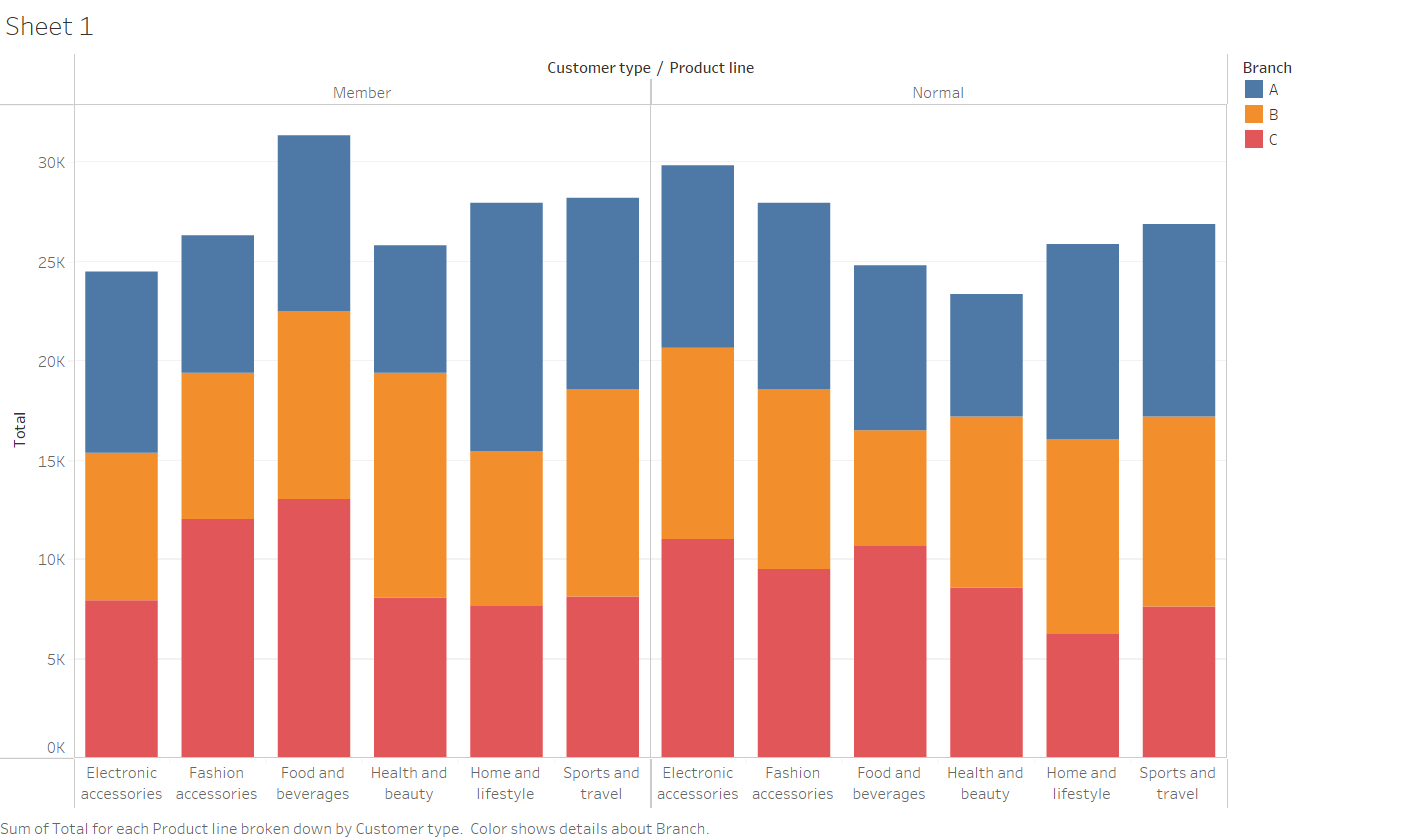 Sheet 1
Customer type / Product line
Member
Normal
Branch
A
B
C
30K
25K
20K
15K
10K
5K
0K
Total
Electronic accessories
Fashion accessories
Food and beverages
Health and beauty
Home and lifestyle
Sports and travel
Electronic accessories
Fashion accessories
Food and beverages
Health and beauty
Home and lifestyle
Sports and travel
Sum of Total for each Product line broken down by Customer type.  Color shows details about Branch.